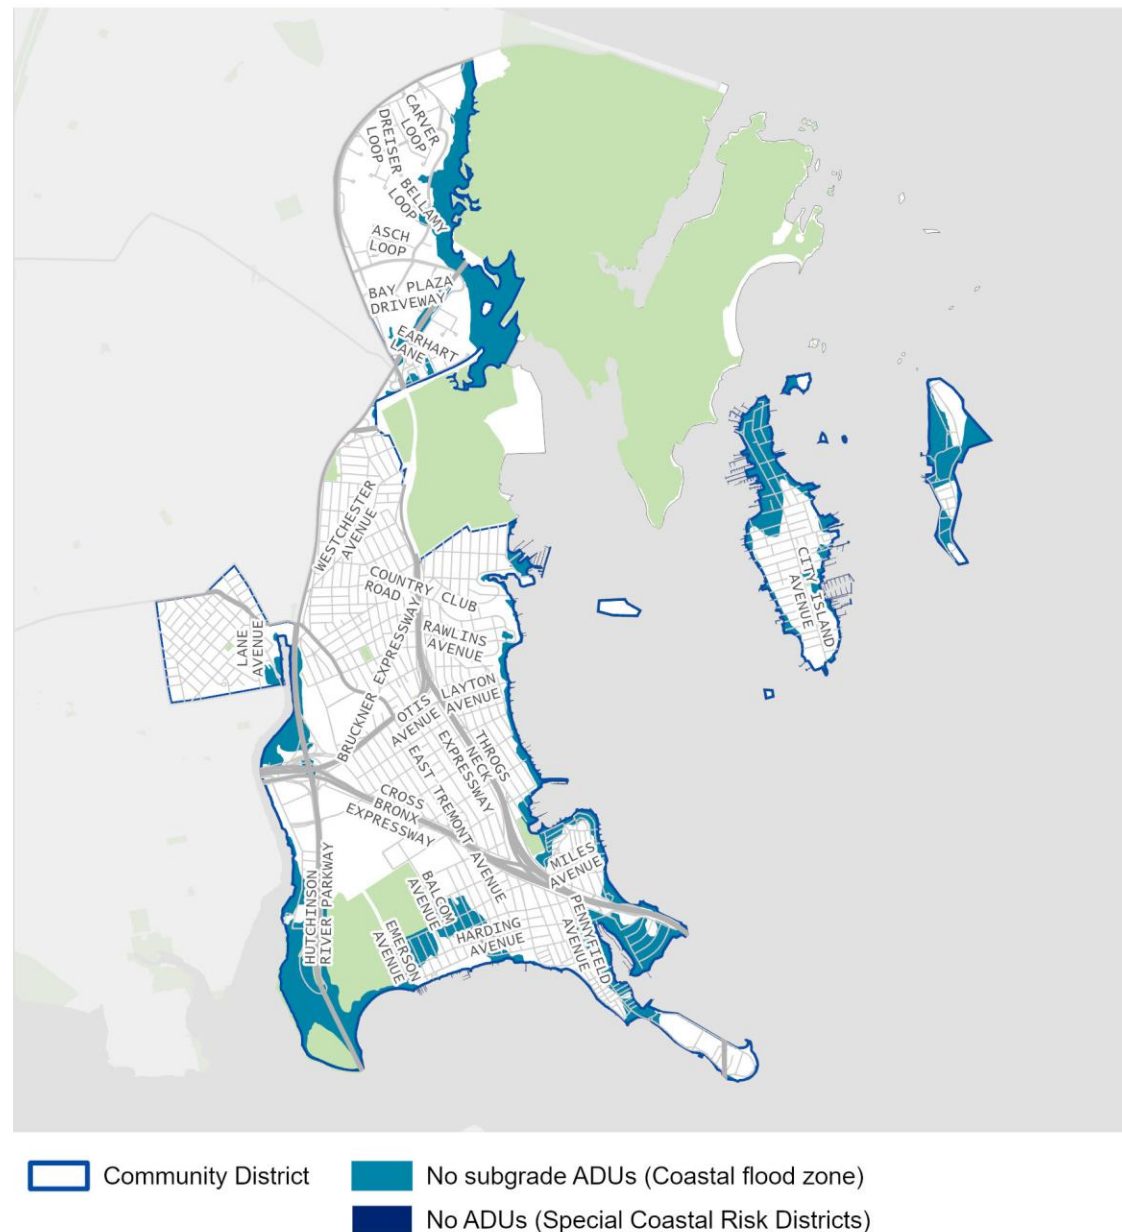 CARVER
LOOP
DREISER
LOOP
BELLAMY
LOOP
ASCH
LOOP
BAY PLAZA
DRIVEWAY
EARHART
LANE
WESTCHESTER
AVENUE
COUNTRY CLUB
ROAD
RAWLINS
AVENUE
CITY ISLAND
AVENUE
LANE
AVENUE
BRUCKNER EXPRESSWAY
LAYTON
AVENUE
OTIS
AVENUE
THROGS
NECK
EXPRESSWAY
EAST TREMONT AVENUE
CROSS
BRONX
EXPRESSWAY
MILES
AVENUE
HUTCHINSON
RIVER PARKWAY
BALCOM
AVENUE
EMERSON
AVENUE
HARDING
AVENUE
PENNYFIELD
AVENUE
Community District
No subgrade ADUs (Coastal flood zone)
No ADUs (Special Coastal Risk Districts)